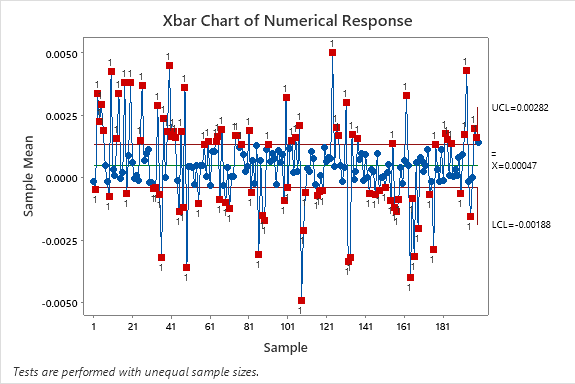 Xbar Chart of Numerical Response
Sample Mean
0.0050
0.0025
0.0000
-0.0025
-0.0050
UCL=0.00282
X=0.00047
LCL=-0.00188
1 21 41 61 81 101 121 141 161 181
Sample
Tests are performed with unequal sample sizes.